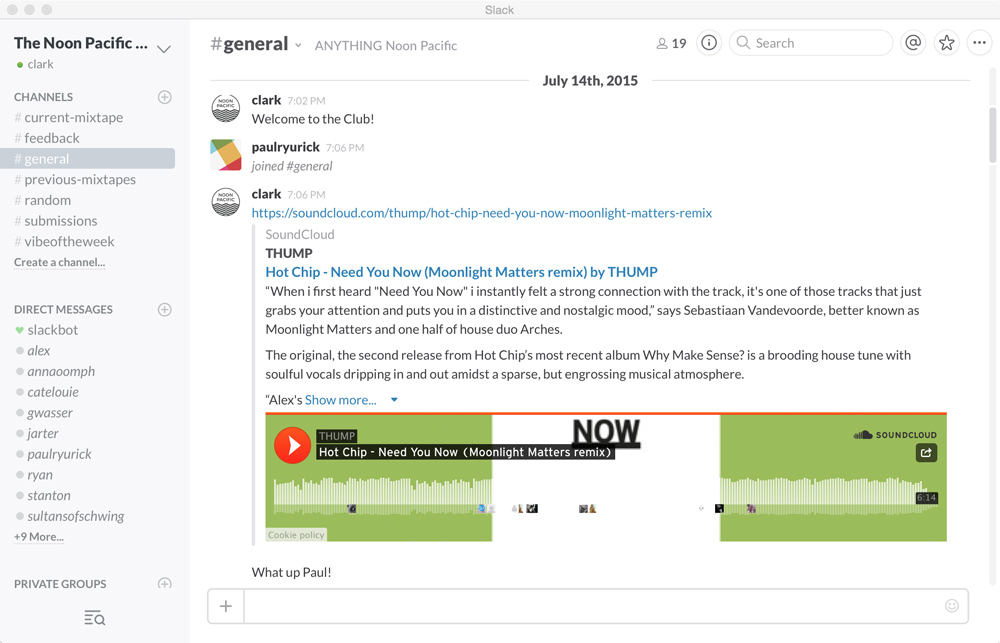 Slack
The Noon Pacific ...
clark
CHANNELS
# current-mixtape
# feedback
# general
# previous-mixtapes
# random
# submissions
# vibeoftheweek
Create a channel...
DIRECT MESSAGES
slackbot
alex
annaoomph
catelouie
gwasser
jarter
paulryurick
ryan
stanton
sultansofschwing
+9 More...
PRIVATE GROUPS
#general
ANYTHING Noon Pacific
19
Search
July 14th, 2015
NOON
PACIFIC
clark 7:02 PM
Welcome to the Club!
paulryurick 7:06 PM
joined #general
NOON
PACIFIC
clark 7:06 PM
https://soundcloud.com/thump/hot-chip-need-you-now-moonlight-matters-remix
SoundCloud
THUMP
Hot Chip - Need You Now (Moonlight Matters remix) by THUMP
“When i first heard "Need You Now" i instantly felt a strong connection with the track, it's one of those tracks that just
grabs your attention and puts you in a distinctive and nostalgic mood,” says Sebastiaan Vandevoorde, better known as
Moonlight Matters and one half of house duo Arches.
The original, the second release from Hot Chip’s most recent album Why Make Sense? is a brooding house tune with
soulful vocals dripping in and out amidst a sparse, but engrossing musical atmosphere.
“Alex's Show more...
NOW
THUMP
Hot Chip - Need You Now (Moonlight Matters remix)
SOUNDCLOUD
6:14
Cookie policy
What up Paul!